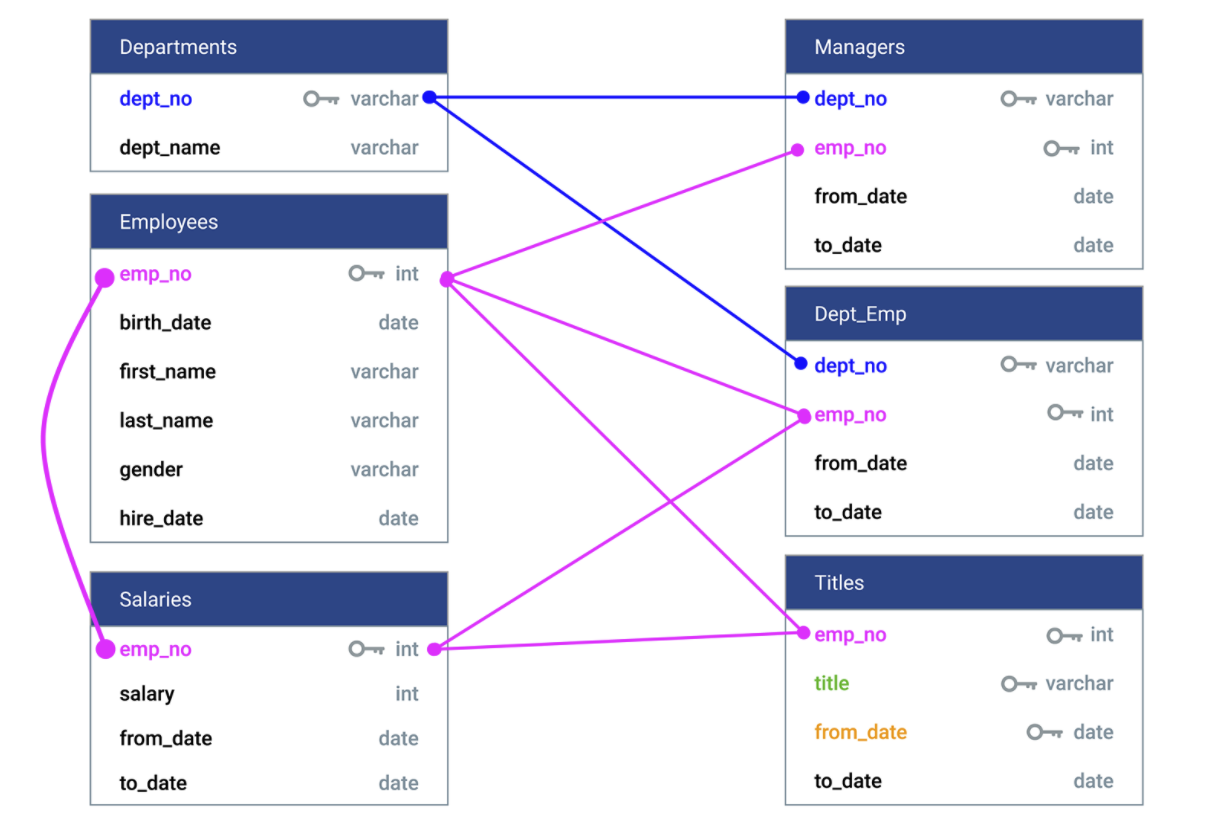 Departments
dept_no varchar
dept_name varchar
Employees
emp_no int
birth_date date
first_name varchar
last_name varchar
gender varchar
hire_date date
Salaries
emp_no int
salary int
from_date date
to_date date
Managers
dept_no varchar
emp_no int
from_date date
to_date date
Dept_Emp
dept_no varchar
emp_no int
from_date date
to_date date
Titles
emp_no int
title varchar
from_date date
to_date date